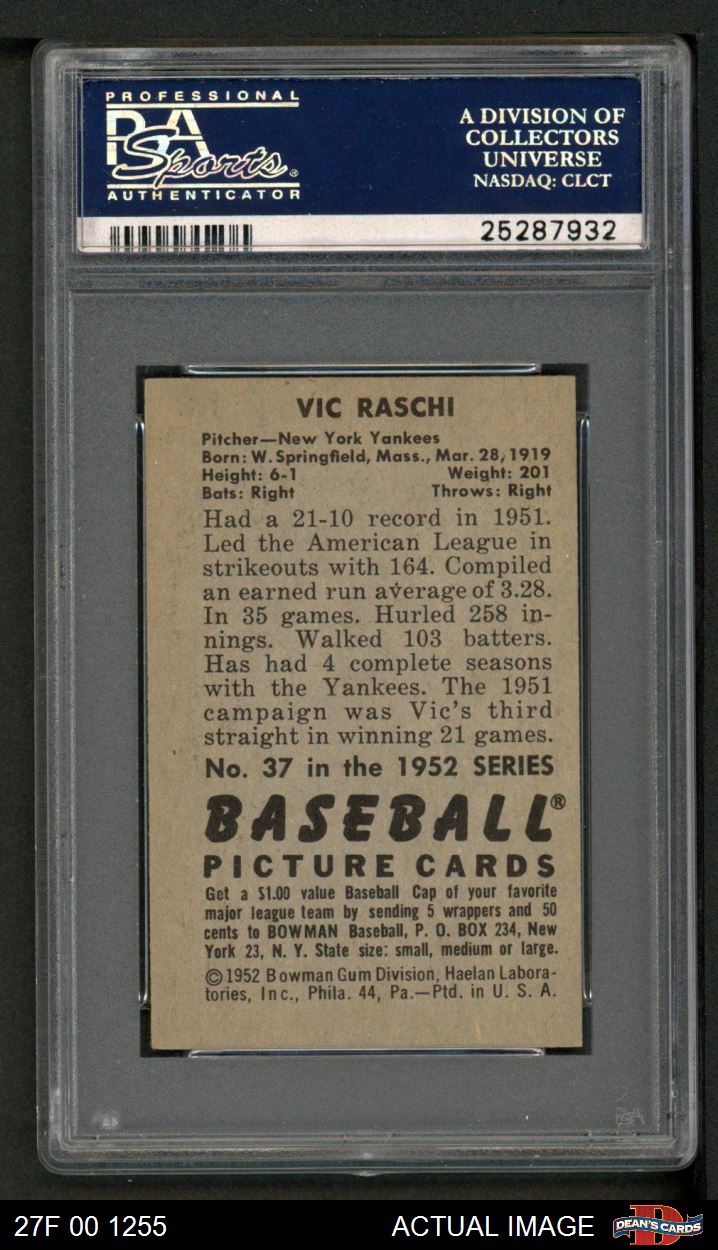 PROFESSIONAL
PSA
Sports®
AUTHENTICATOR
A DIVISION OF
COLLECTORS
UNIVERSE
NASDAQ: CLCT
25287932
VIC RASCHI
Pitcher—New York Yankees
Born: W. Springfield, Mass., Mar. 28, 1919
Height: 6-1 Weight: 201
Bats: Right Throws: Right
Had a 21-10 record in 1951.
Led the American League in
strikeouts with 164. Compiled
an earned run average of 3.28.
In 35 games. Hurled 258 in-
nings. Walked 103 batters.
Has had 4 complete seasons
with the Yankees. The 1951
campaign was Vic's third
straight in winning 21 games.
No. 37 in the 1952 SERIES
BASEBALL®
PICTURE CARDS
Get a $1.00 value Baseball Cap of your favorite
major league team by sending 5 wrappers and 50
cents to BOWMAN Baseball, P. O. BOX 234, New
York 23, N. Y. State size: small, medium or large.
©1952 Bowman Gum Division, Haelan Labora-
tories, Inc., Phila. 44, Pa.—Ptd. in U. S. A.
27F 00 1255 ACTUAL IMAGE DEAN'S CARDS